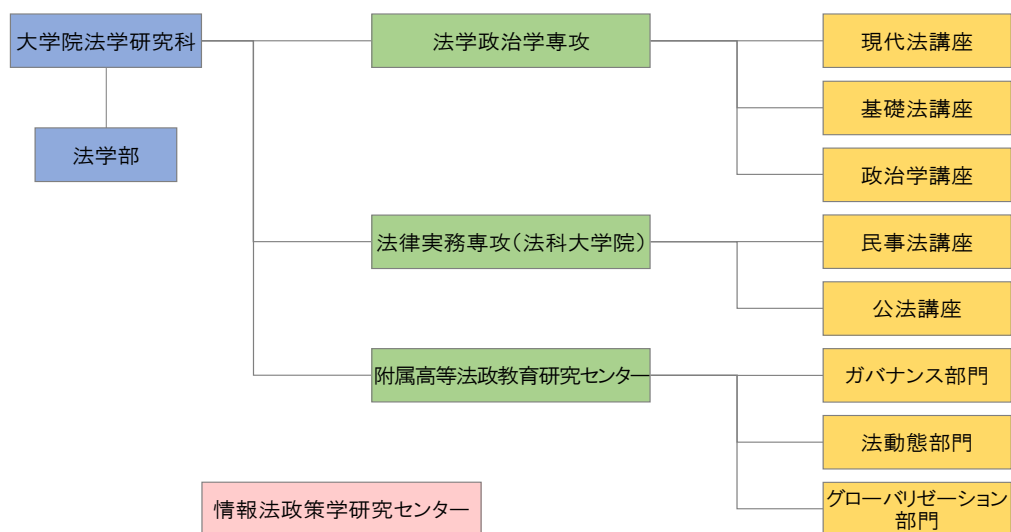 大学院法学研究科
法学政治学専攻
現代法講座
基礎法講座
法学部
政治学講座
法律実務専攻(法科大学院)
民事法講座
公法講座
附属高等法政教育研究センター
ガバナンス部門
法動態部門
情報法政策学研究センター
グローバリゼーション
部門